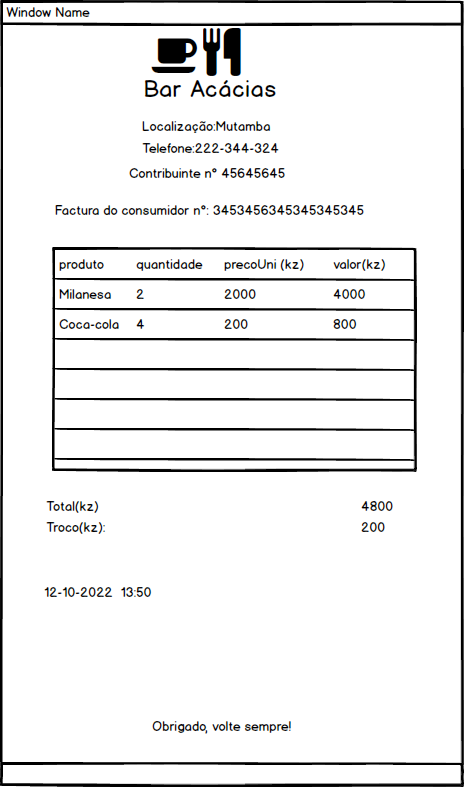 Window Name
Bar Acácias
Localização:Mutamba
Telefone:222-344-324
Contribuinte nº 45645645
Factura do consumidor nº: 3453456345345345345
produto quantidade precoUni (kz) valor(kz)
Milanesa 2 2000 4000
Coca-cola 4 200 800
Total(kz) 4800
Troco(kz): 200
12-10-2022 13:50
Obrigado, volte sempre!